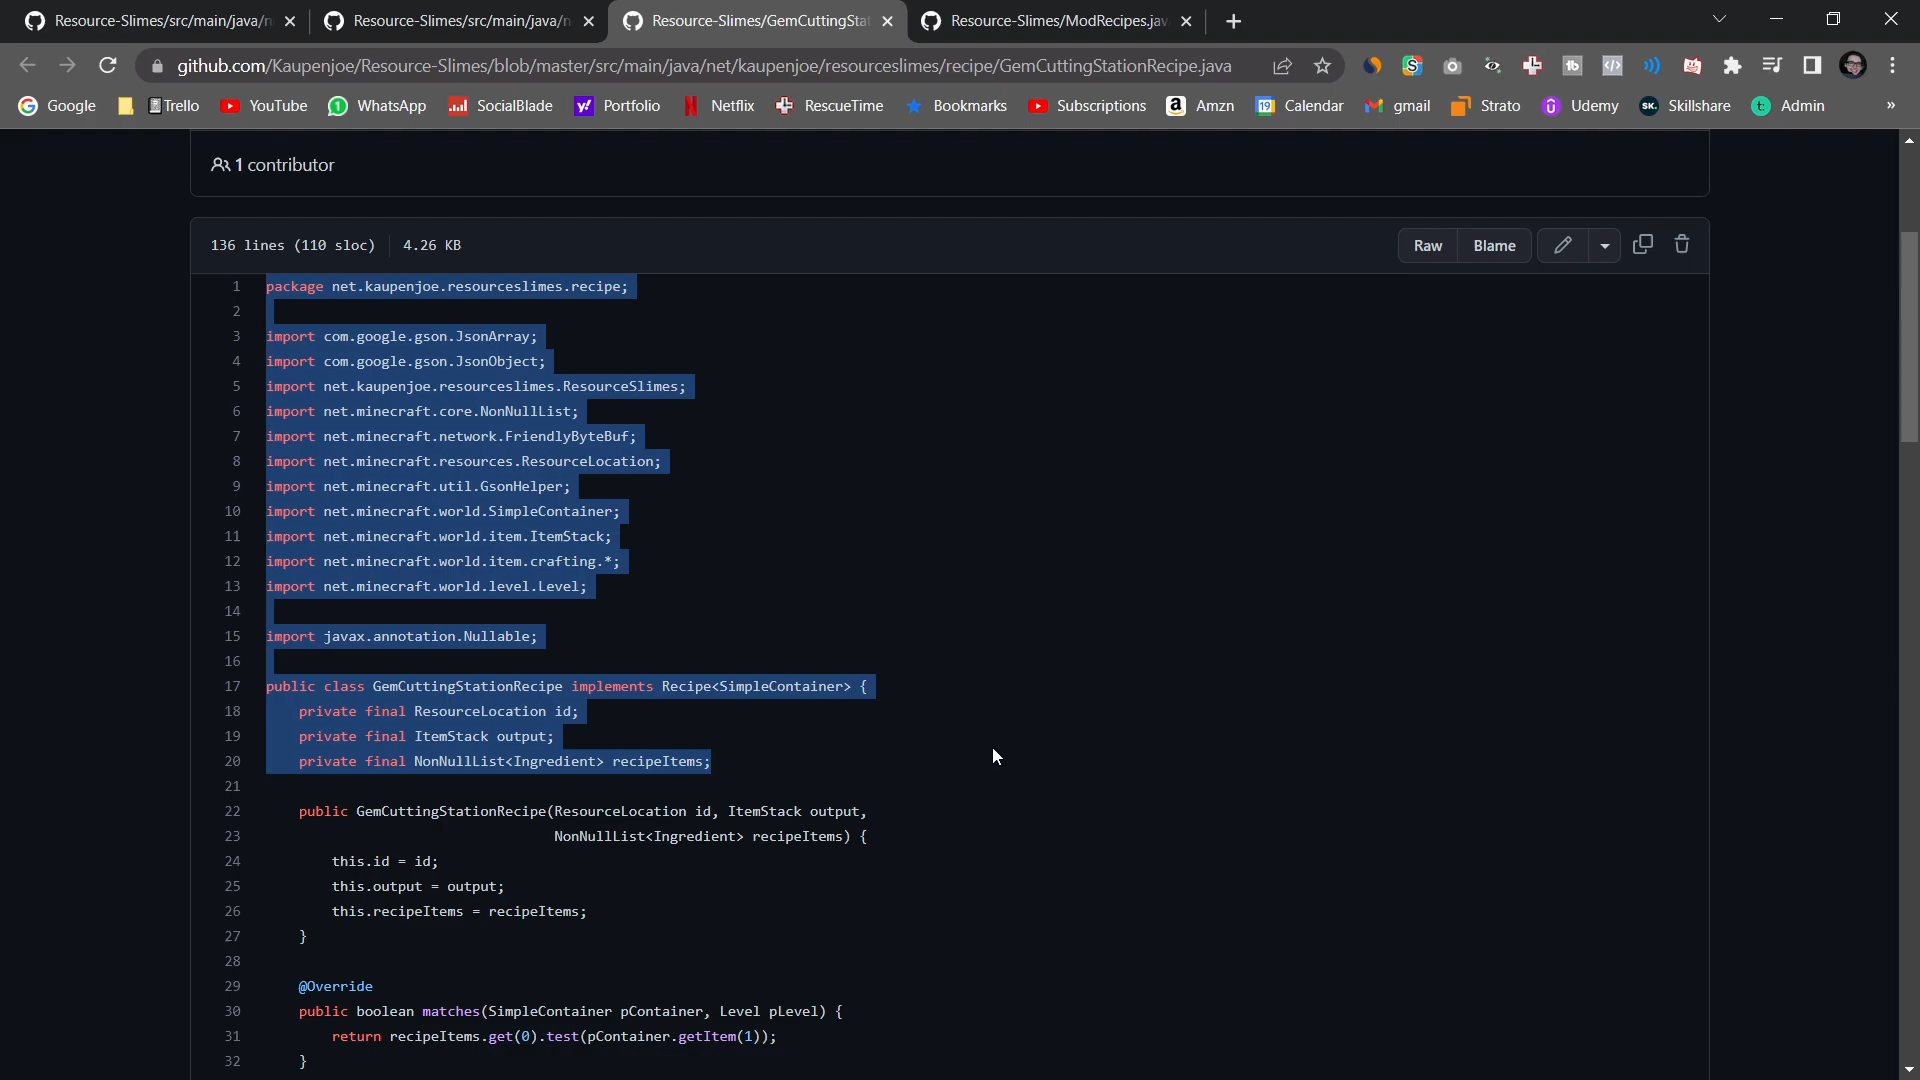 Resource-Slimes/src/main/java/n
Resource-Slimes/src/main/java/n
Resource-Slimes/GemCuttingStat
Resource-Slimes/ModRecipes.jav
github.com/Kaupenjoe/Resource-Slimes/blob/master/src/main/java/net/kaupenjoe/resourceslimes/recipe/GemCuttingStationRecipe.java
Google Trello YouTube WhatsApp SocialBlade Portfolio Netflix RescueTime Bookmarks Subscriptions Amzn Calendar gmail Strato Udemy Skillshare Admin »
1 contributor
136 lines (110 sloc) 4.26 KB
Raw Blame
1 package net.kaupenjoe.resourceslimes.recipe;
2
3 import com.google.gson.JsonArray;
4 import com.google.gson.JsonObject;
5 import net.kaupenjoe.resourceslimes.ResourceSlimes;
6 import net.minecraft.core.NonNullList;
7 import net.minecraft.network.FriendlyByteBuf;
8 import net.minecraft.resources.ResourceLocation;
9 import net.minecraft.util.GsonHelper;
10 import net.minecraft.world.SimpleContainer;
11 import net.minecraft.world.item.ItemStack;
12 import net.minecraft.world.item.crafting.*;
13 import net.minecraft.world.level.Level;
14
15 import javax.annotation.Nullable;
16
17 public class GemCuttingStationRecipe implements Recipe<SimpleContainer> {
18 private final ResourceLocation id;
19 private final ItemStack output;
20 private final NonNullList<Ingredient> recipeItems;
21
22 public GemCuttingStationRecipe(ResourceLocation id, ItemStack output,
23 NonNullList<Ingredient> recipeItems) {
24 this.id = id;
25 this.output = output;
26 this.recipeItems = recipeItems;
27 }
28
29 @Override
30 public boolean matches(SimpleContainer pContainer, Level pLevel) {
31 return recipeItems.get(0).test(pContainer.getItem(1));
32 }